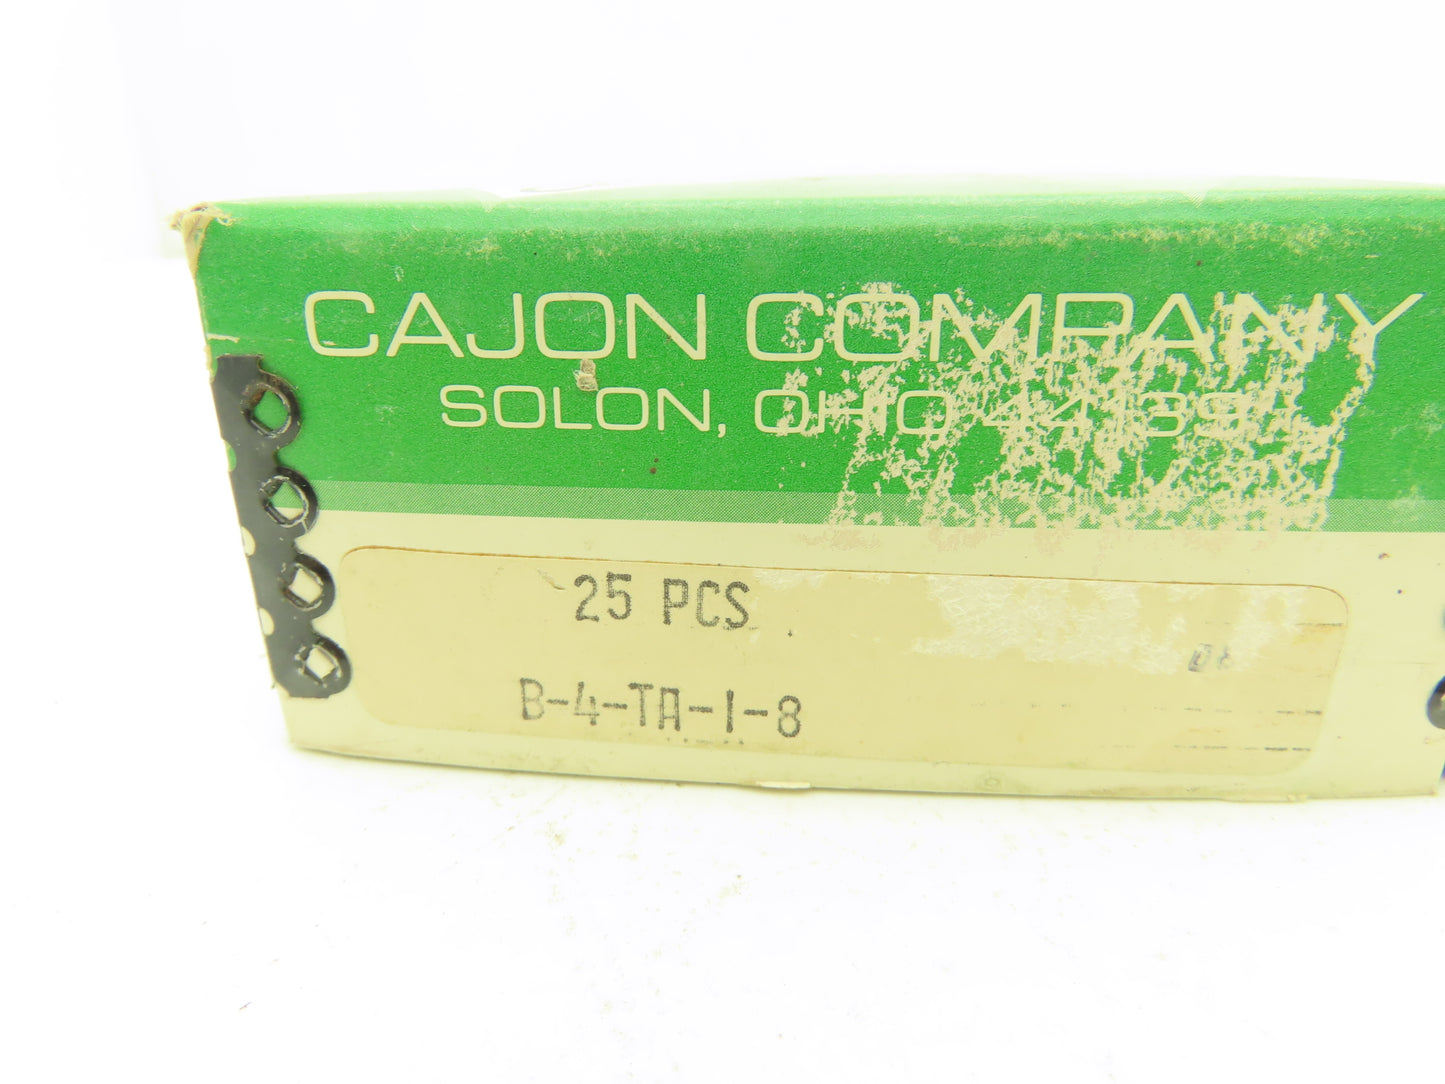 CAJON COMPANY
SOLON, OHIO 44139
25 PCS
B-4-TA-1-8